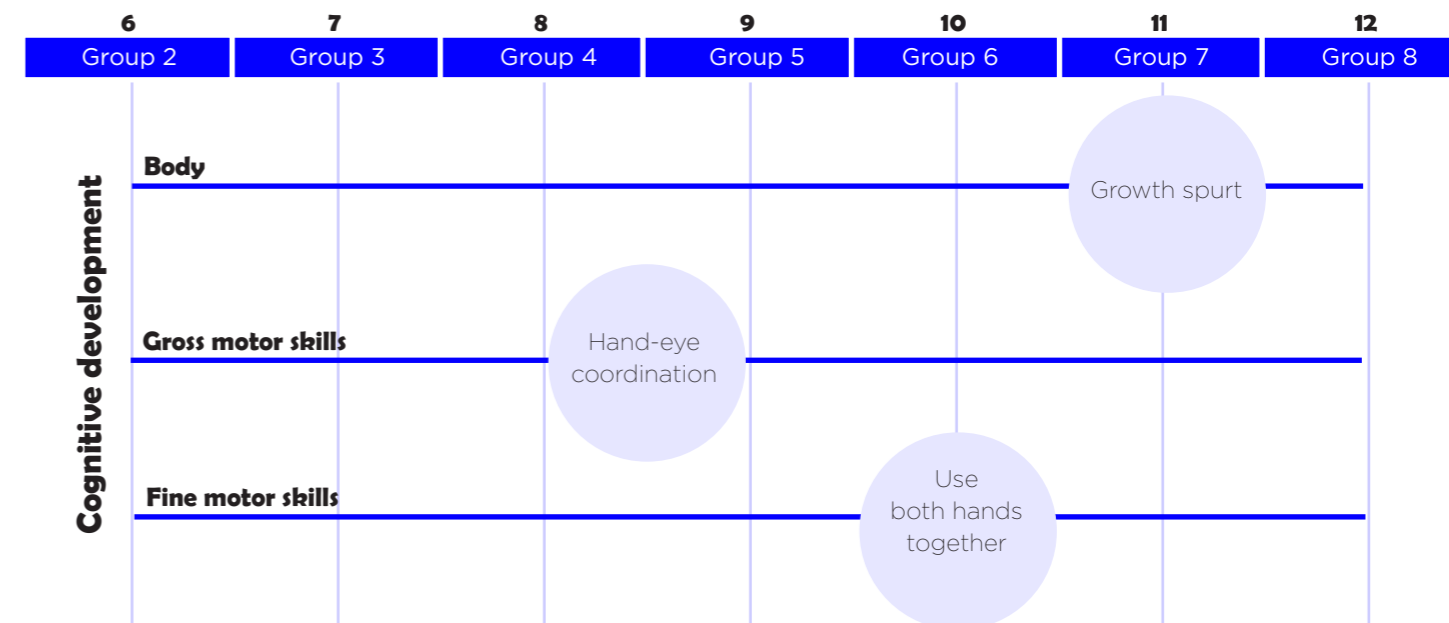 6 7 8 9 10 11 12
Group 2 Group 3 Group 4 Group 5 Group 6 Group 7 Group 8
Cognitive development
Body
Growth spurt
Gross motor skills
Hand-eye
coordination
Fine motor skills
Use
both hands
together